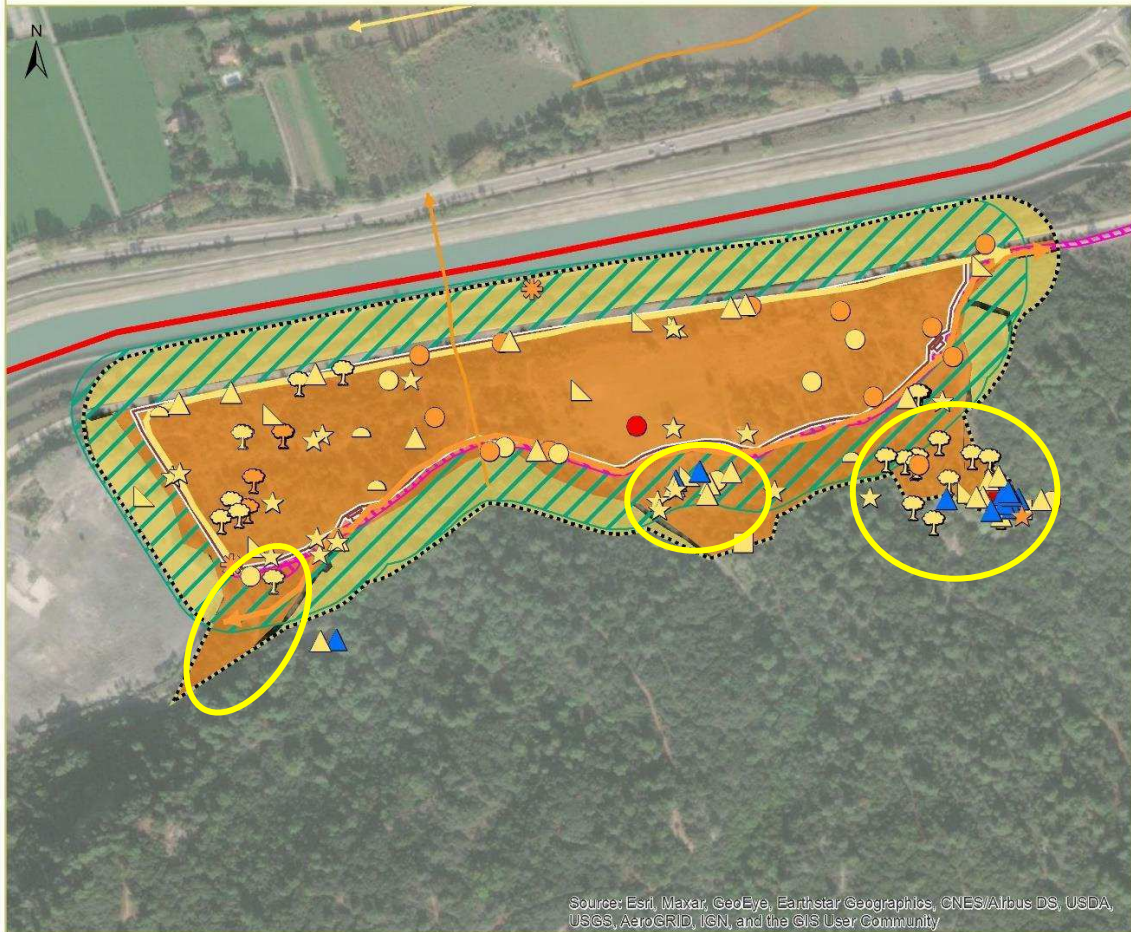 N
Source: Esri, Maxar, GeoEye, Earthstar Geographics, CNES/Airbus DS, USDA,
USGS, AeroGRID, IGN, and the GIS User Community